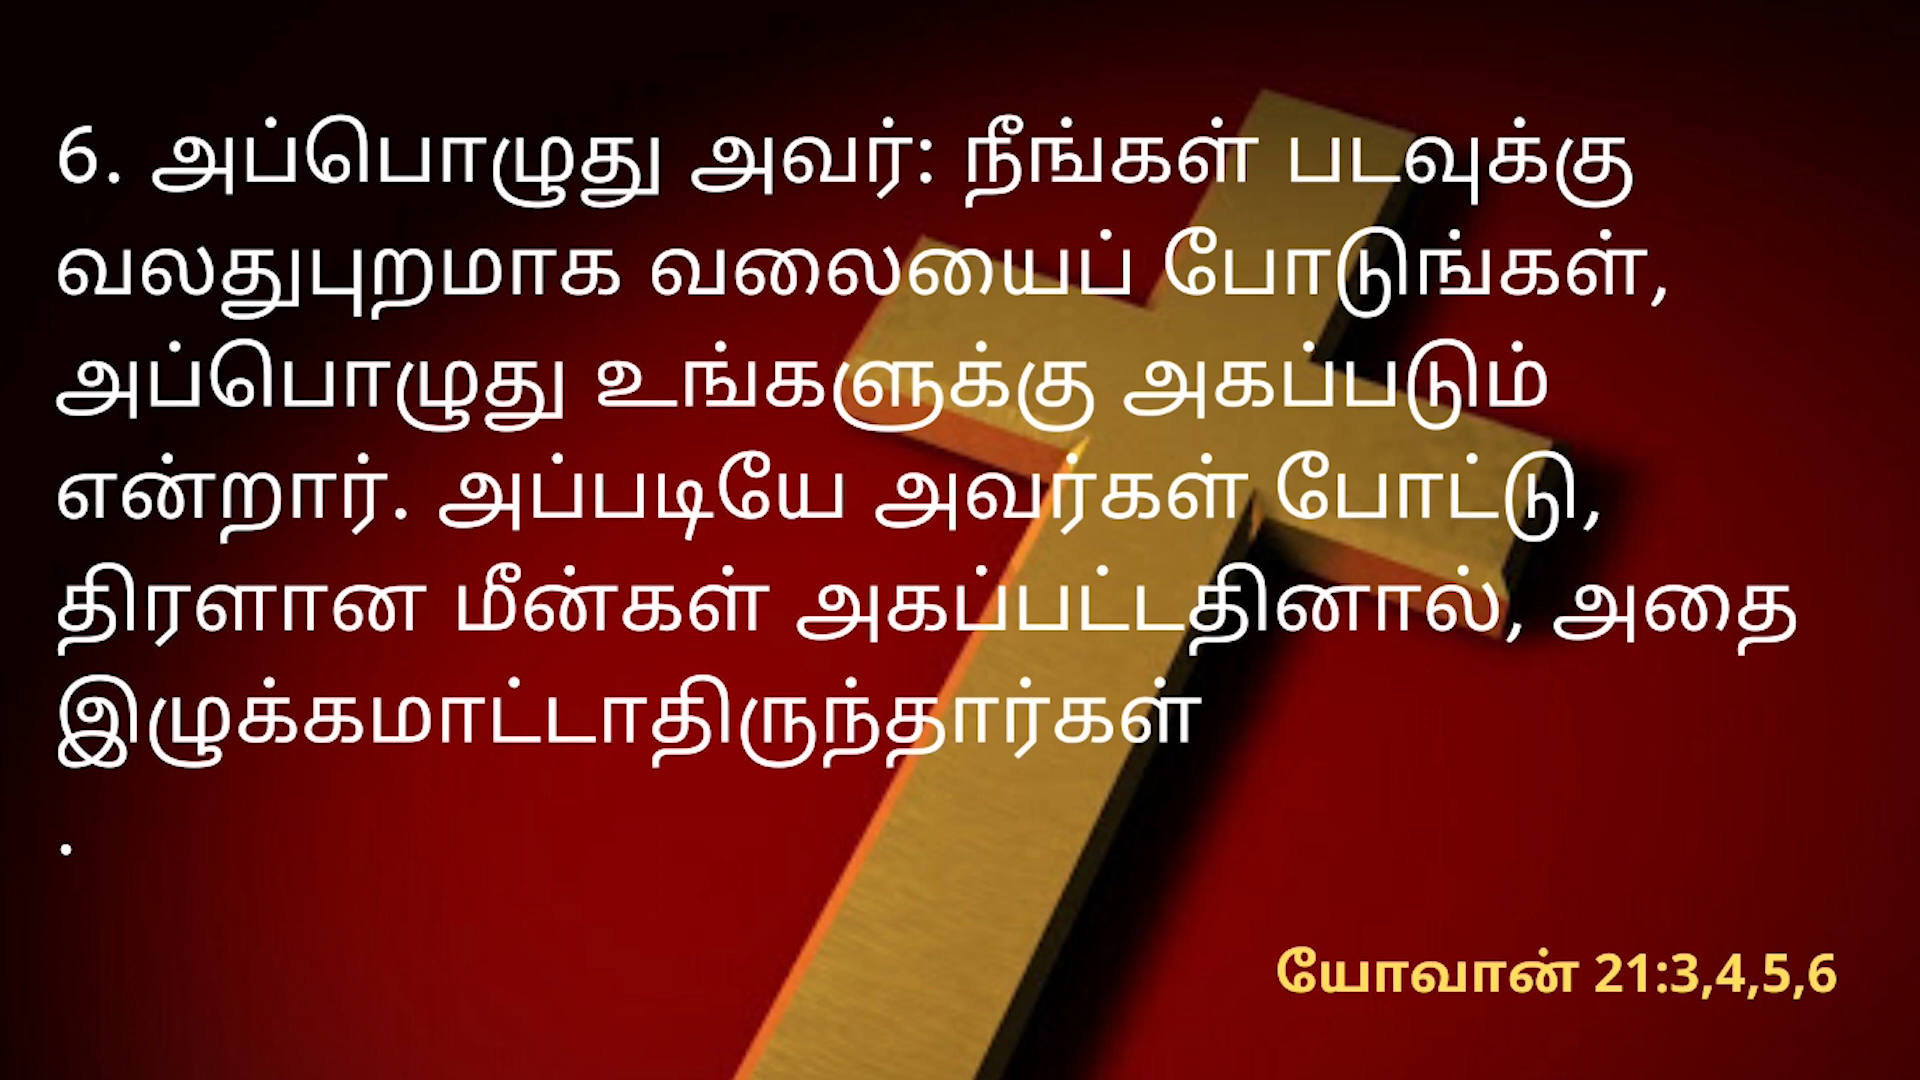 6. அப்பொழுது அவர்: நீங்கள் படவுக்கு
வலதுபுறமாக வலையைப் போடுங்கள்,
அப்பொழுது உங்களுக்கு அகப்படும்
என்றார். அப்படியே அவர்கள் போட்டு,
திரளான மீன்கள் அகப்பட்டதினால், அதை
இழுக்கமாட்டாதிருந்தார்கள்
.
யோவான் 21:3,4,5,6